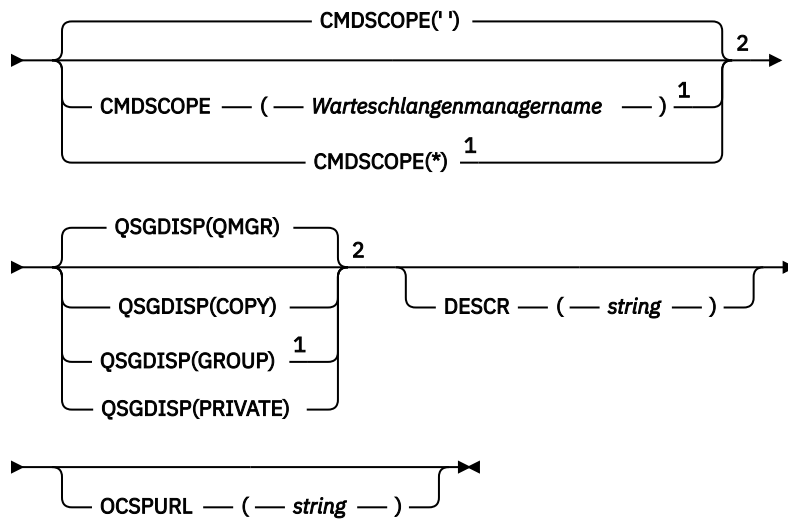 CMDSCOPE(' ')
2
CMDSCOPE ( Warteschlangenmanagername ) 1
CMDSCOPE(*) 1
QSGDISP(QMGR)
2
QSGDISP(COPY)
DESCR ( string )
QSGDISP(GROUP) 1
QSGDISP(PRIVATE)
OCSPURL ( string )